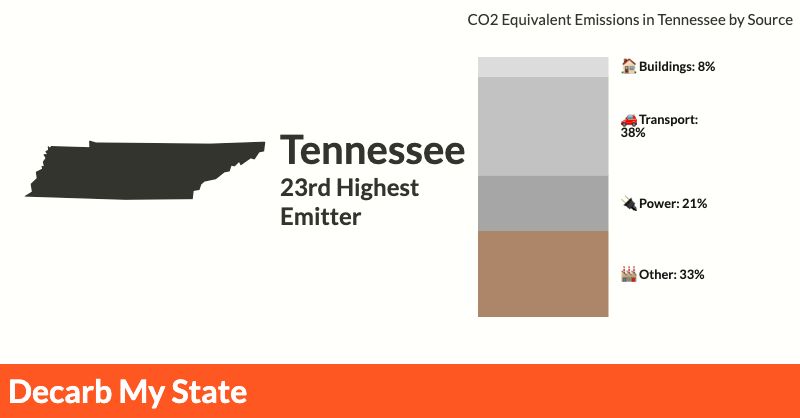 CO2 Equivalent Emissions in Tennessee by Source
Tennessee
23rd Highest
Emitter
Buildings: 8%
Transport:
38%
Power: 21%
Other: 33%
Decarb My State